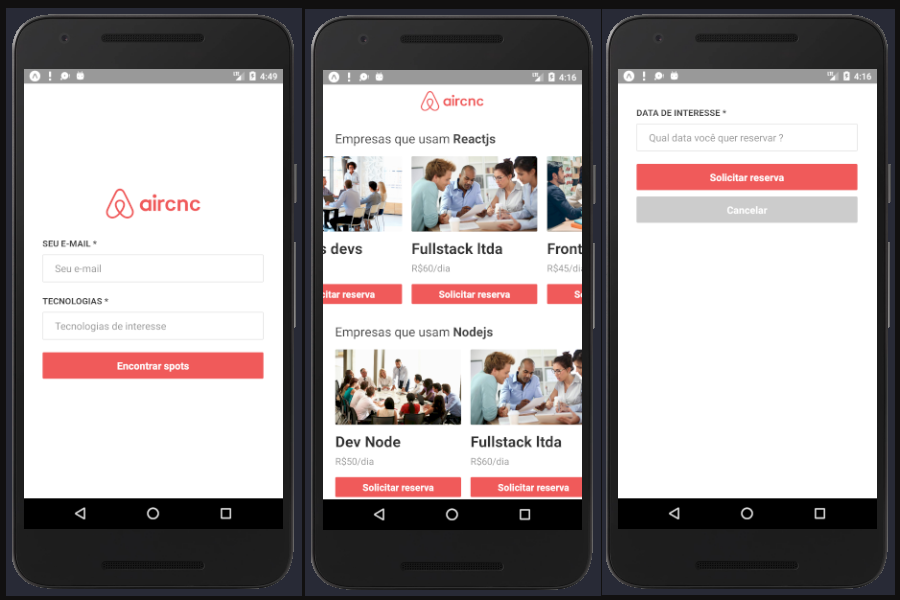 4:49
aircnc
SEU E-MAIL *
Seu e-mail
TECNOLOGIAS *
Tecnologias de interesse
Encontrar spots
4:16
aircnc
Empresas que usam Reactjs
s devs
Fullstack ltda
Front
R$60/dia
R$45/dia
citar reserva
Solicitar reserva
S
Empresas que usam Nodejs
Dev Node
Fullstack ltda
R$50/dia
R$60/dia
Solicitar reserva
Solicitar reserva
4:16
DATA DE INTERESSE *
Qual data você quer reservar ?
Solicitar reserva
Cancelar